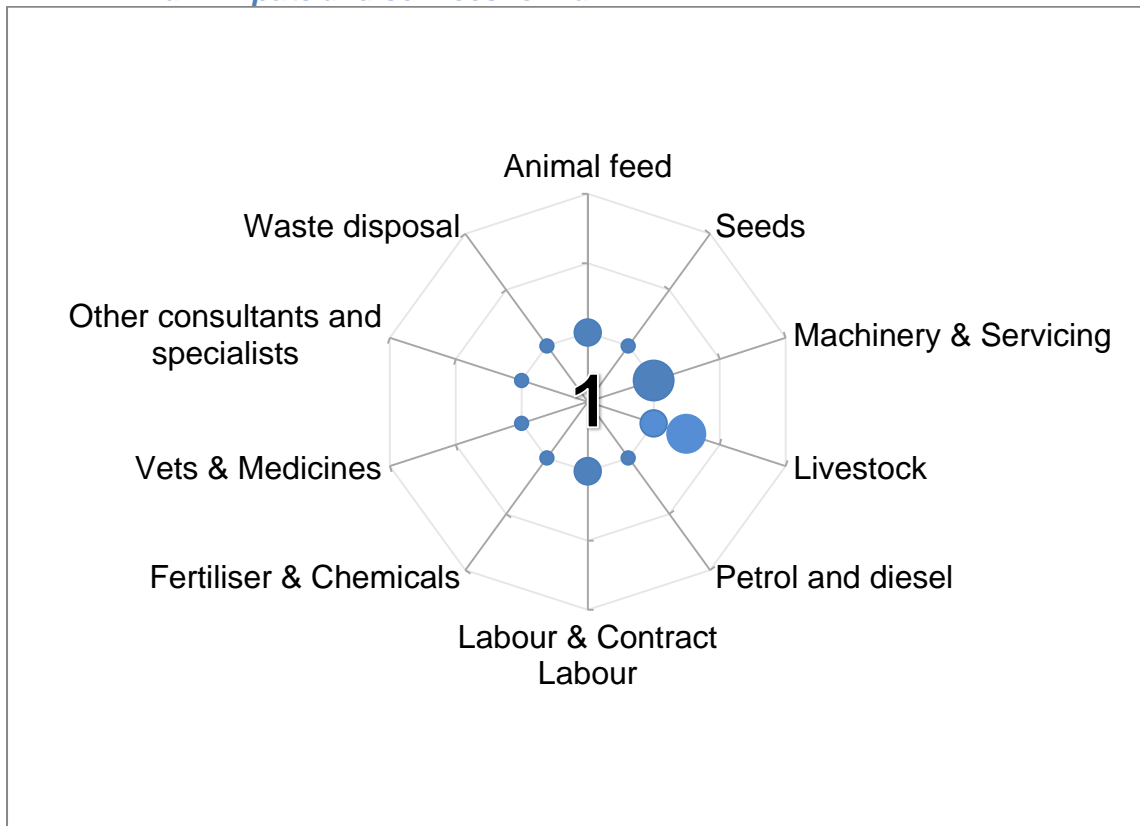 Animal feed
Waste disposal
Seeds
Other consultants and
specialists
Machinery & Servicing
1
Vets & Medicines
Livestock
Fertiliser & Chemicals
Petrol and diesel
Labour & Contract
Labour